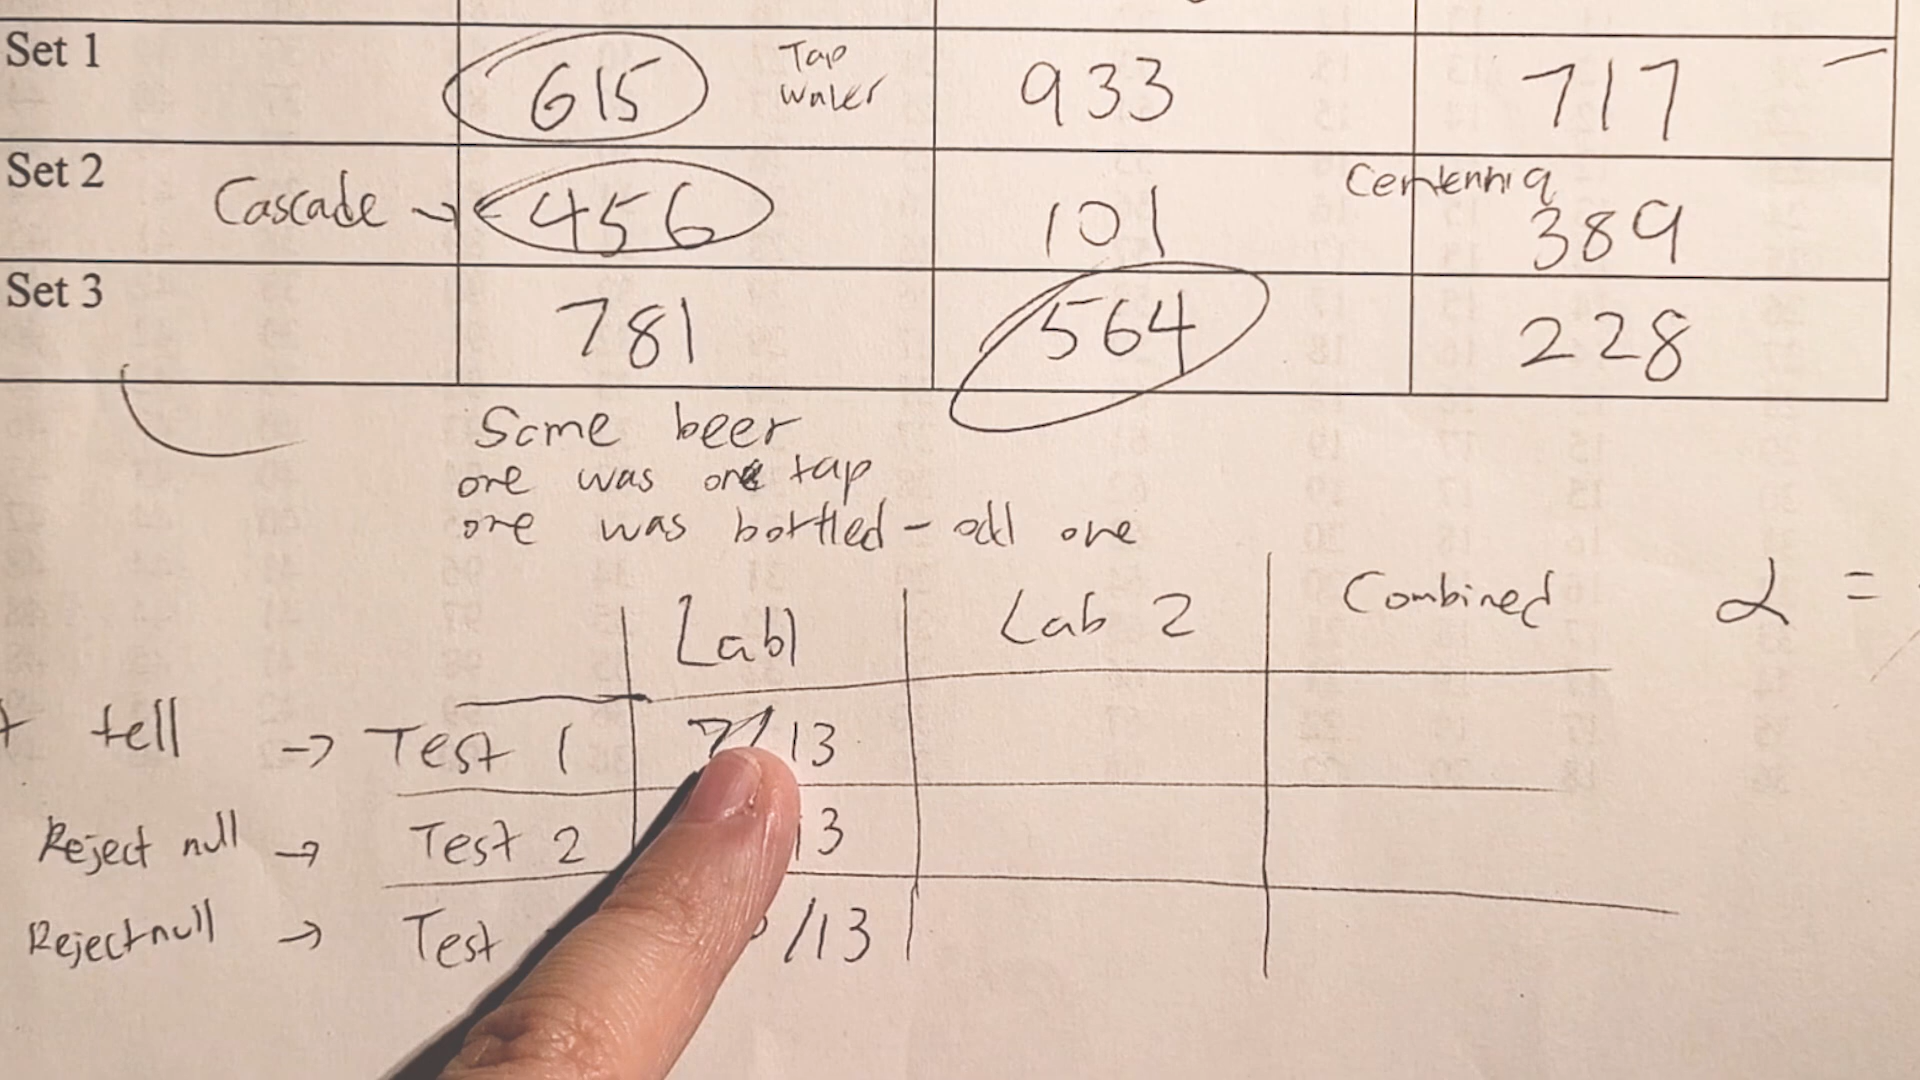 Set 1 615 Tap Water 933 717
Set 2 Cascade → 456 101 Centennia 389
Set 3 781 564 228
Same beer
one was one tap
one was bottled - odd one
Lab1 Lab 2 Combined α =
tell → Test 1 7/13
Reject null → Test 2 13
Reject null → Test /13